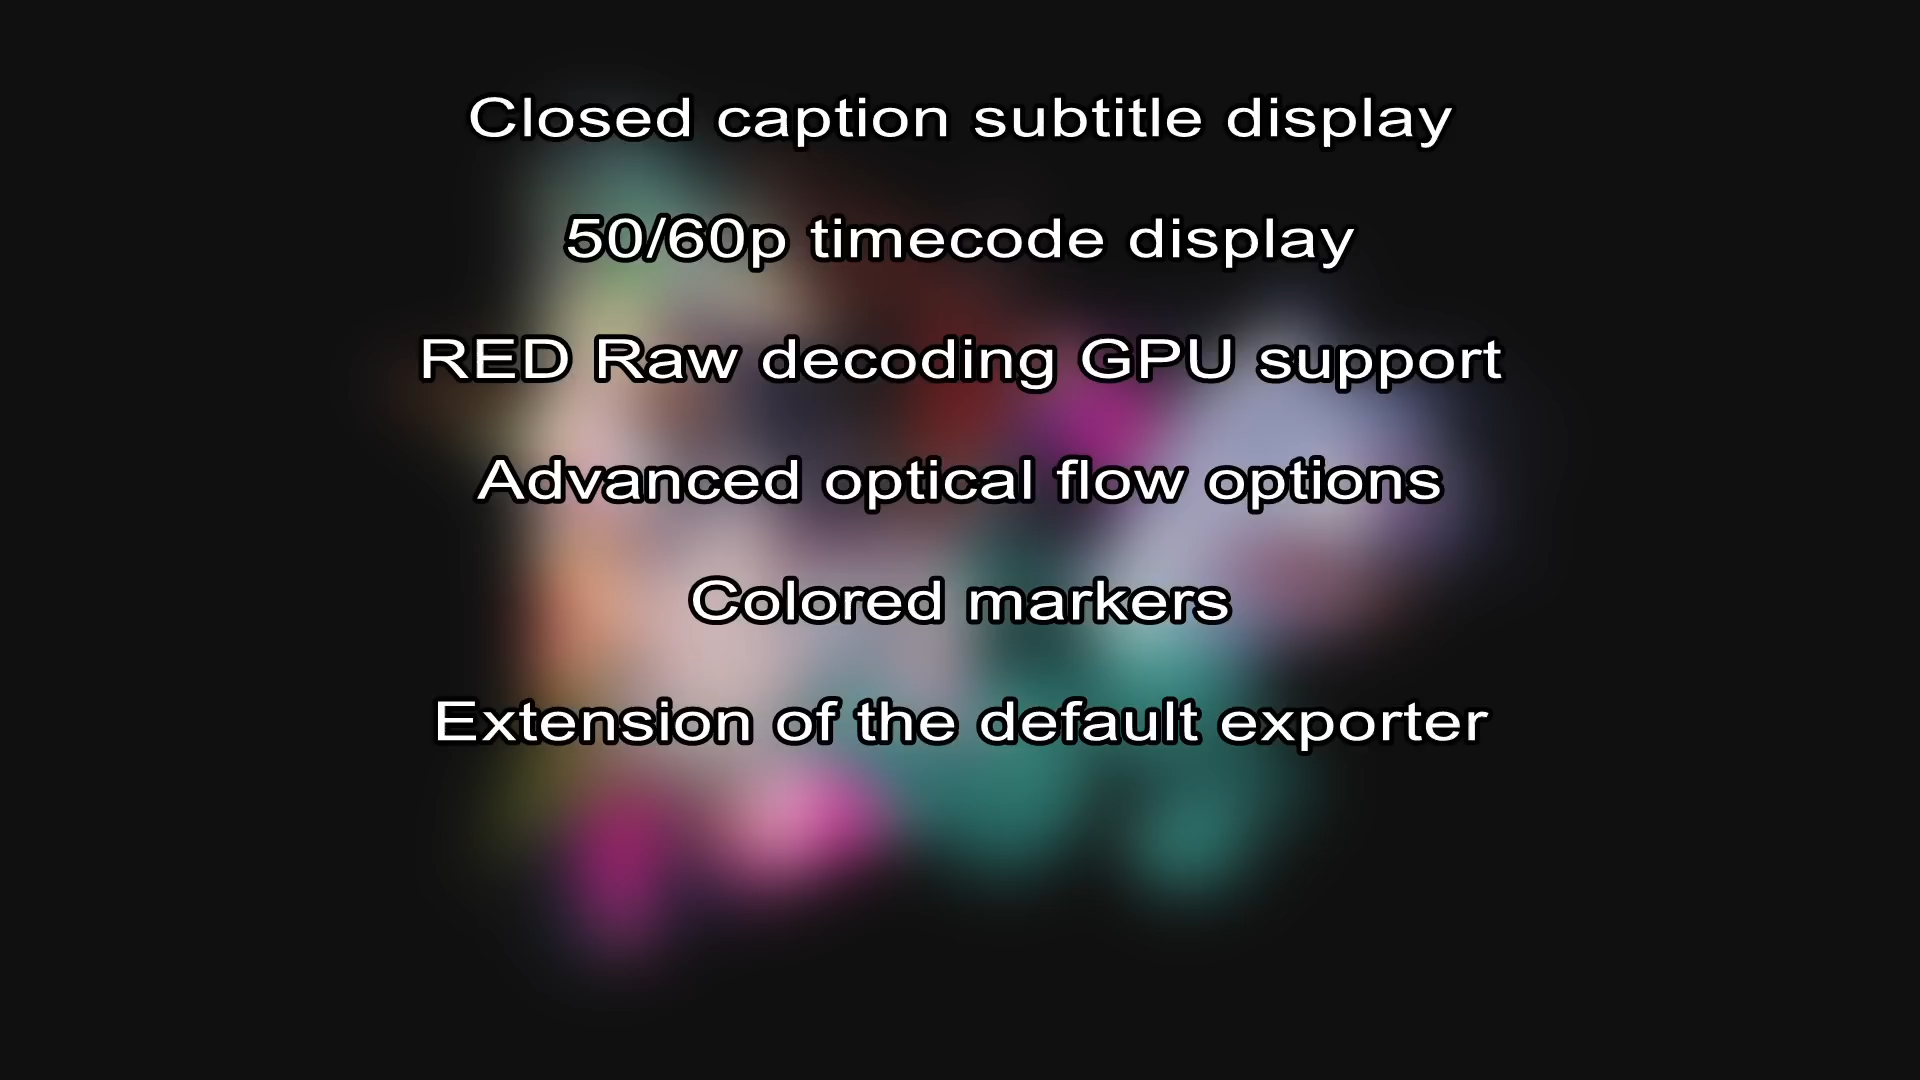 Closed caption subtitle display
50/60p timecode display
RED Raw decoding GPU support
Advanced optical flow options
Colored markers
Extension of the default exporter